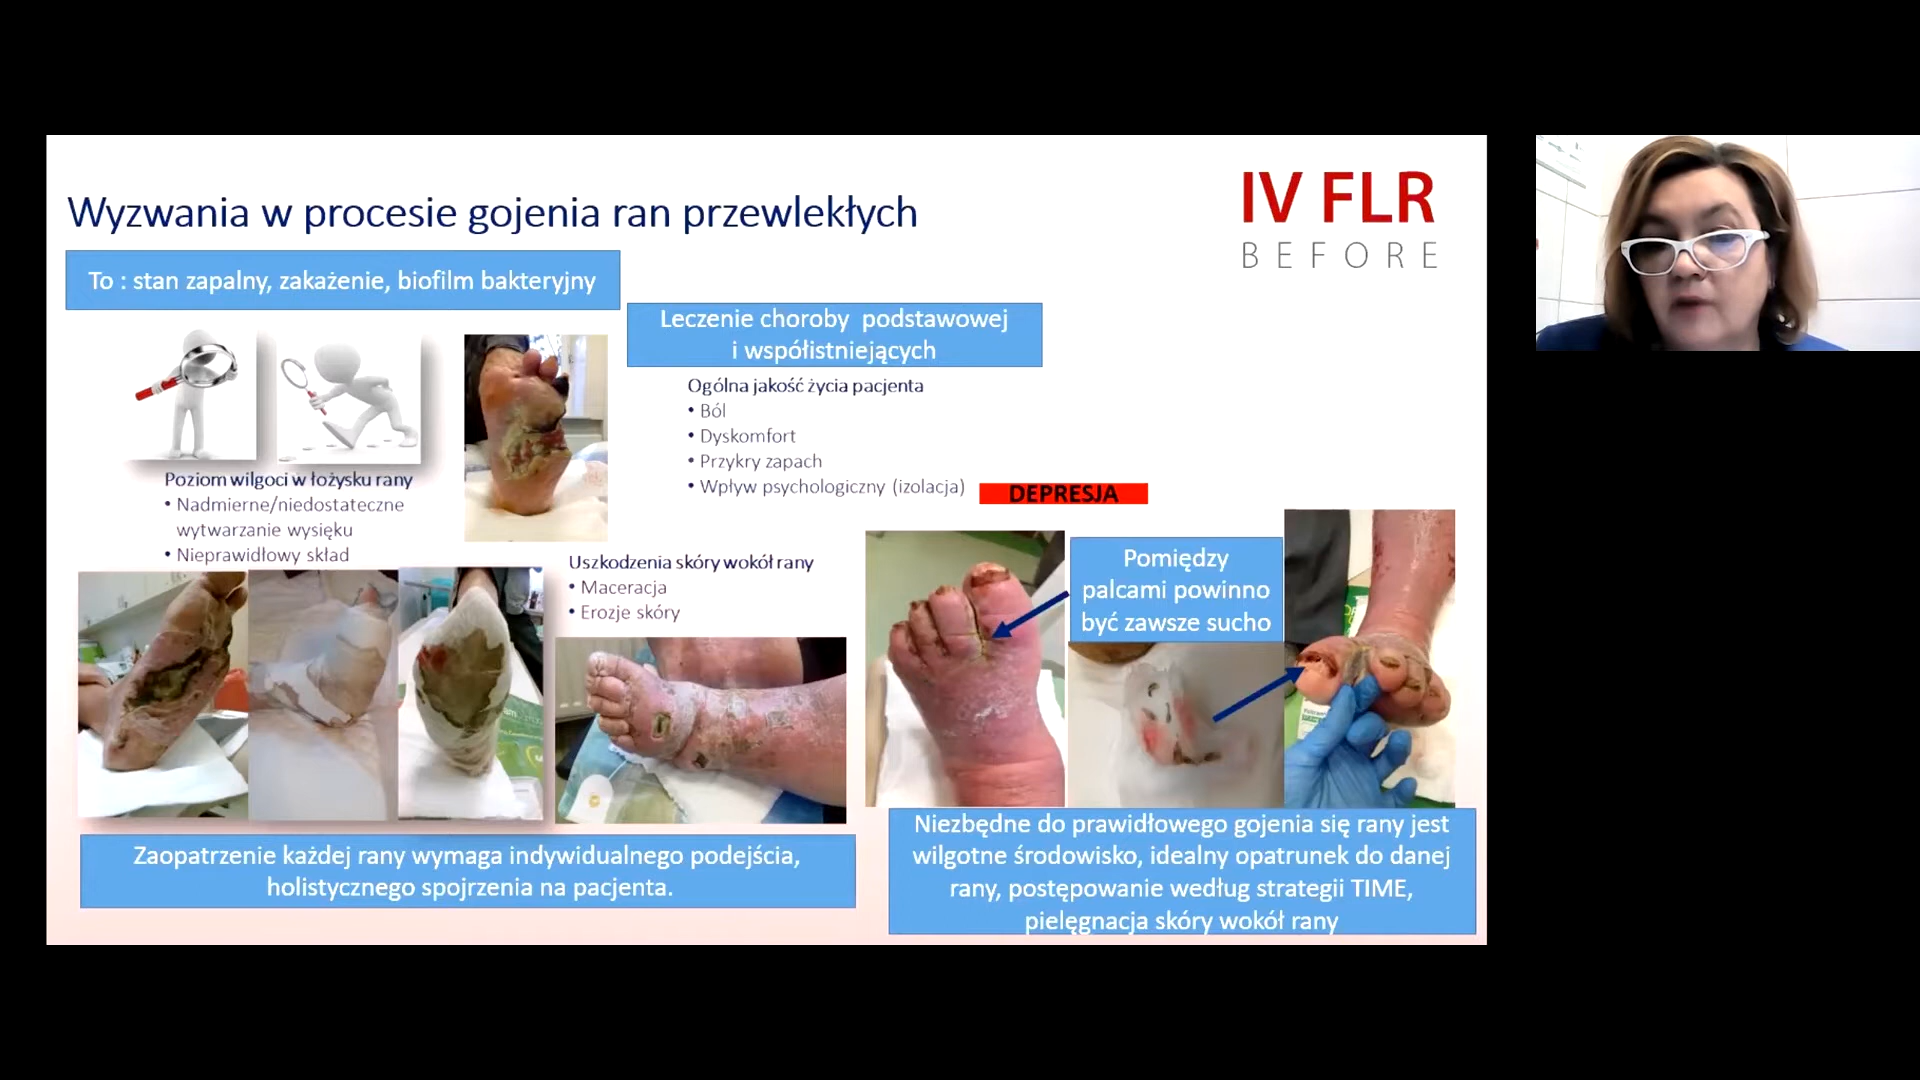 Wyzwania w procesie gojenia ran przewlekłych
IV FLR
BEFORE
To : stan zapalny, zakażenie, biofilm bakteryjny
Leczenie choroby podstawowej
i współistniejących
Ogólna jakość życia pacjenta
• Ból
• Dyskomfort
• Przykry zapach
• Wpływ psychologiczny (izolacja)
DEPRESJA
Poziom wilgoci w łożysku rany
• Nadmierne/niedostateczne
wytwarzanie wysięku
• Nieprawidłowy skład
Uszkodzenia skóry wokół rany
• Maceracja
• Erozje skóry
Pomiędzy
palcami powinno
być zawsze sucho
Zaopatrzenie każdej rany wymaga indywidualnego podejścia,
holistycznego spojrzenia na pacjenta.
Niezbędne do prawidłowego gojenia się rany jest
wilgotne środowisko, idealny opatrunek do danej
rany, postępowanie według strategii TIME,
pielęgnacja skóry wokół rany